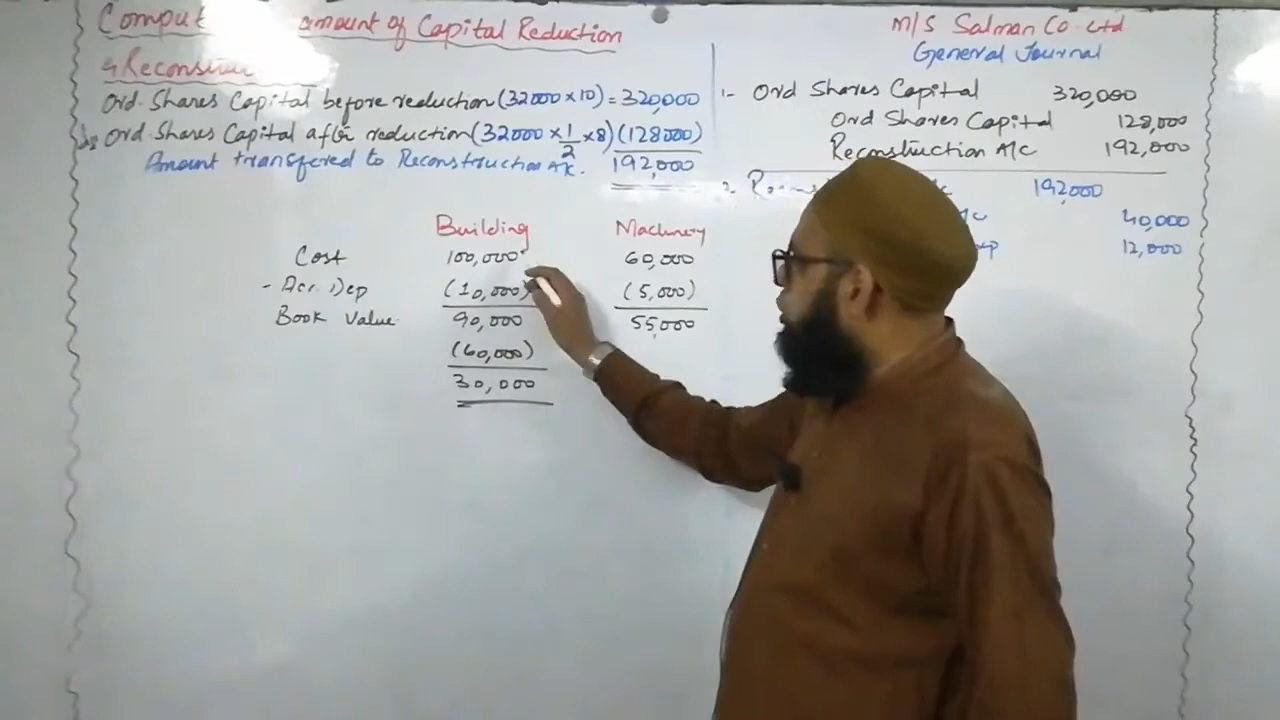 Comput amount of Capital Reduction
& Reconstru
Ord. Shares Capital before reduction (32000 × 10) = 320,000
Ord. Shares Capital after reduction (32000 × 1/2 × 8) (128000)
Amount transfered to Reconstruction A/c. 192,000
Building Machinery
Cost 100,000 60,000
- Acc. Dep (10,000) (5,000)
Book Value 90,000 55,000
(60,000)
30,000
M/S Salman Co. Ltd
General Journal
1- Ord Shares Capital 320,000
Ord Shares Capital 128,000
Reconstruction A/c 192,000
2. 192,000
40,000
12,000